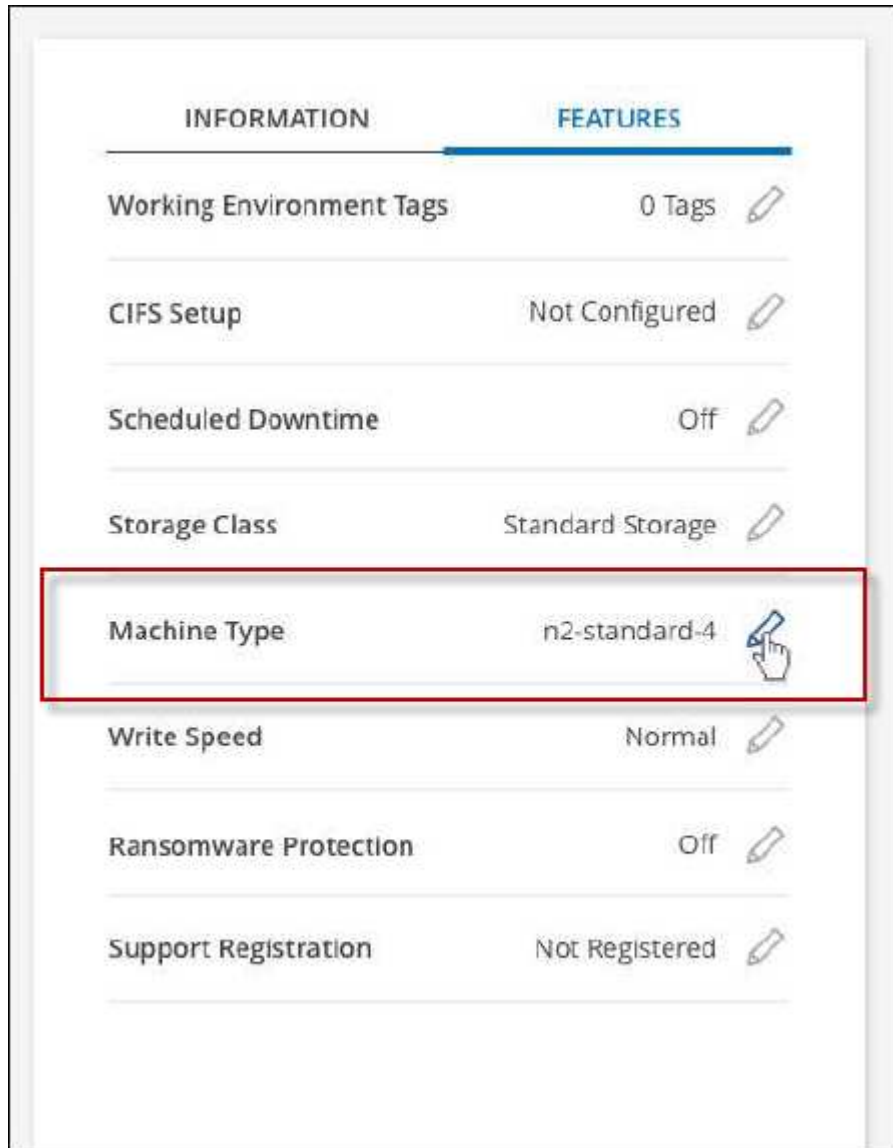 INFORMATION FEATURES
Working Environment Tags 0 Tags
CIFS Setup Not Configured
Scheduled Downtime Off
Storage Class Standard Storage
Machine Type n2-standard-4
Write Speed Normal
Ransomware Protection Off
Support Registration Not Registered